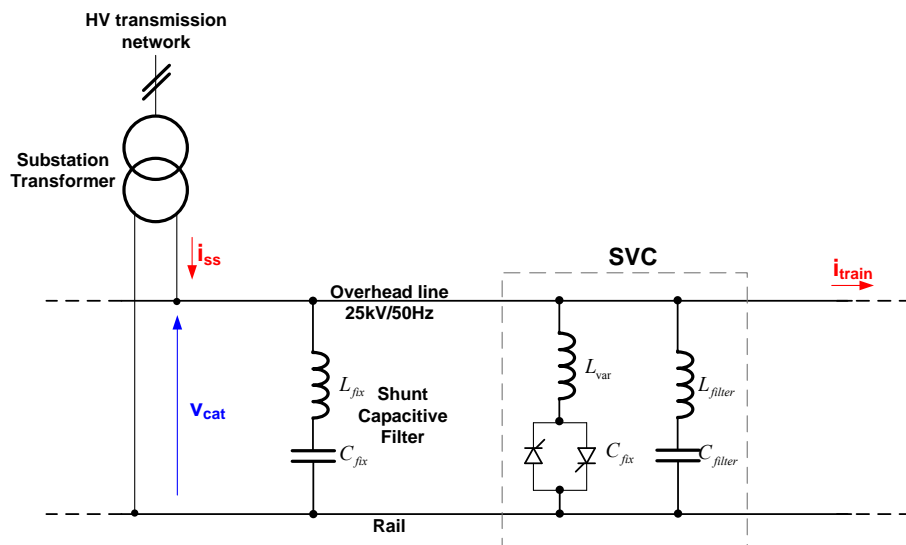 HV transmission
network
Substation
Transformer
iss
SVC
itrain
Overhead line
25kV/50Hz
Lvar
Lfix
Lfilter
Shunt
Capacitive
Filter
vcat
Cfix
Cfix
Cfilter
Rail